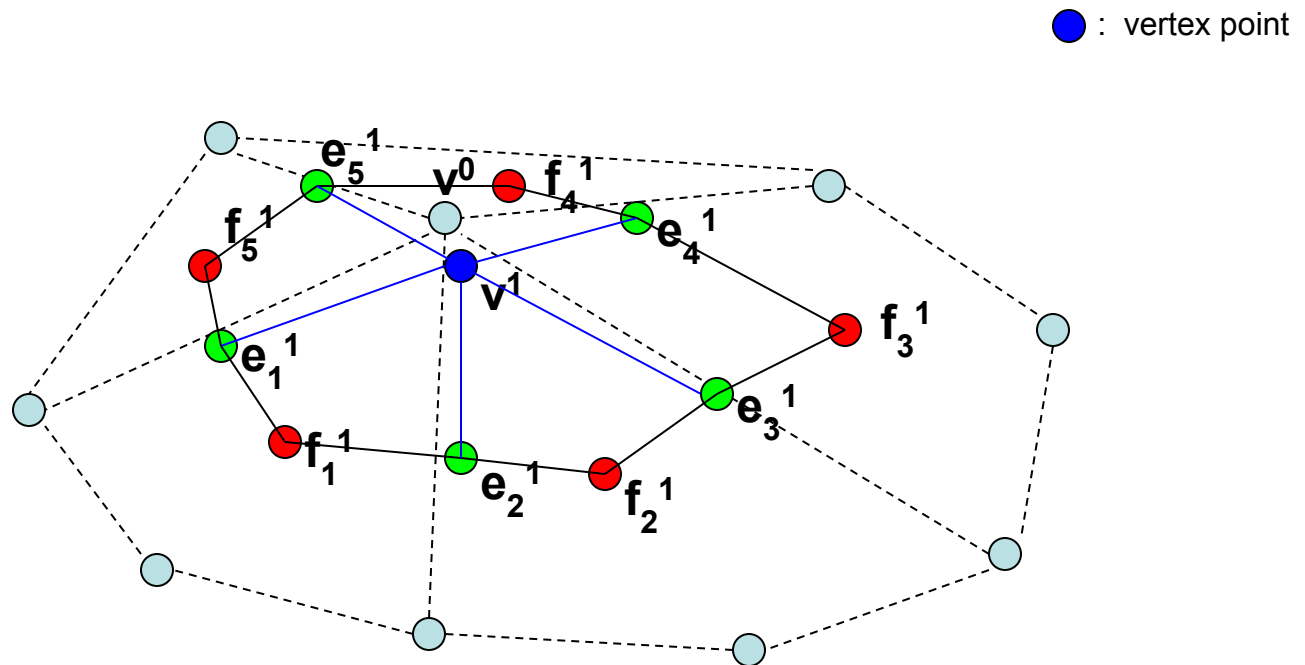 : vertex point
e₅¹
v⁰
f₄¹
f₅¹
e₄¹
v¹
f₃¹
e₁¹
e₃¹
f₁¹
e₂¹
f₂¹